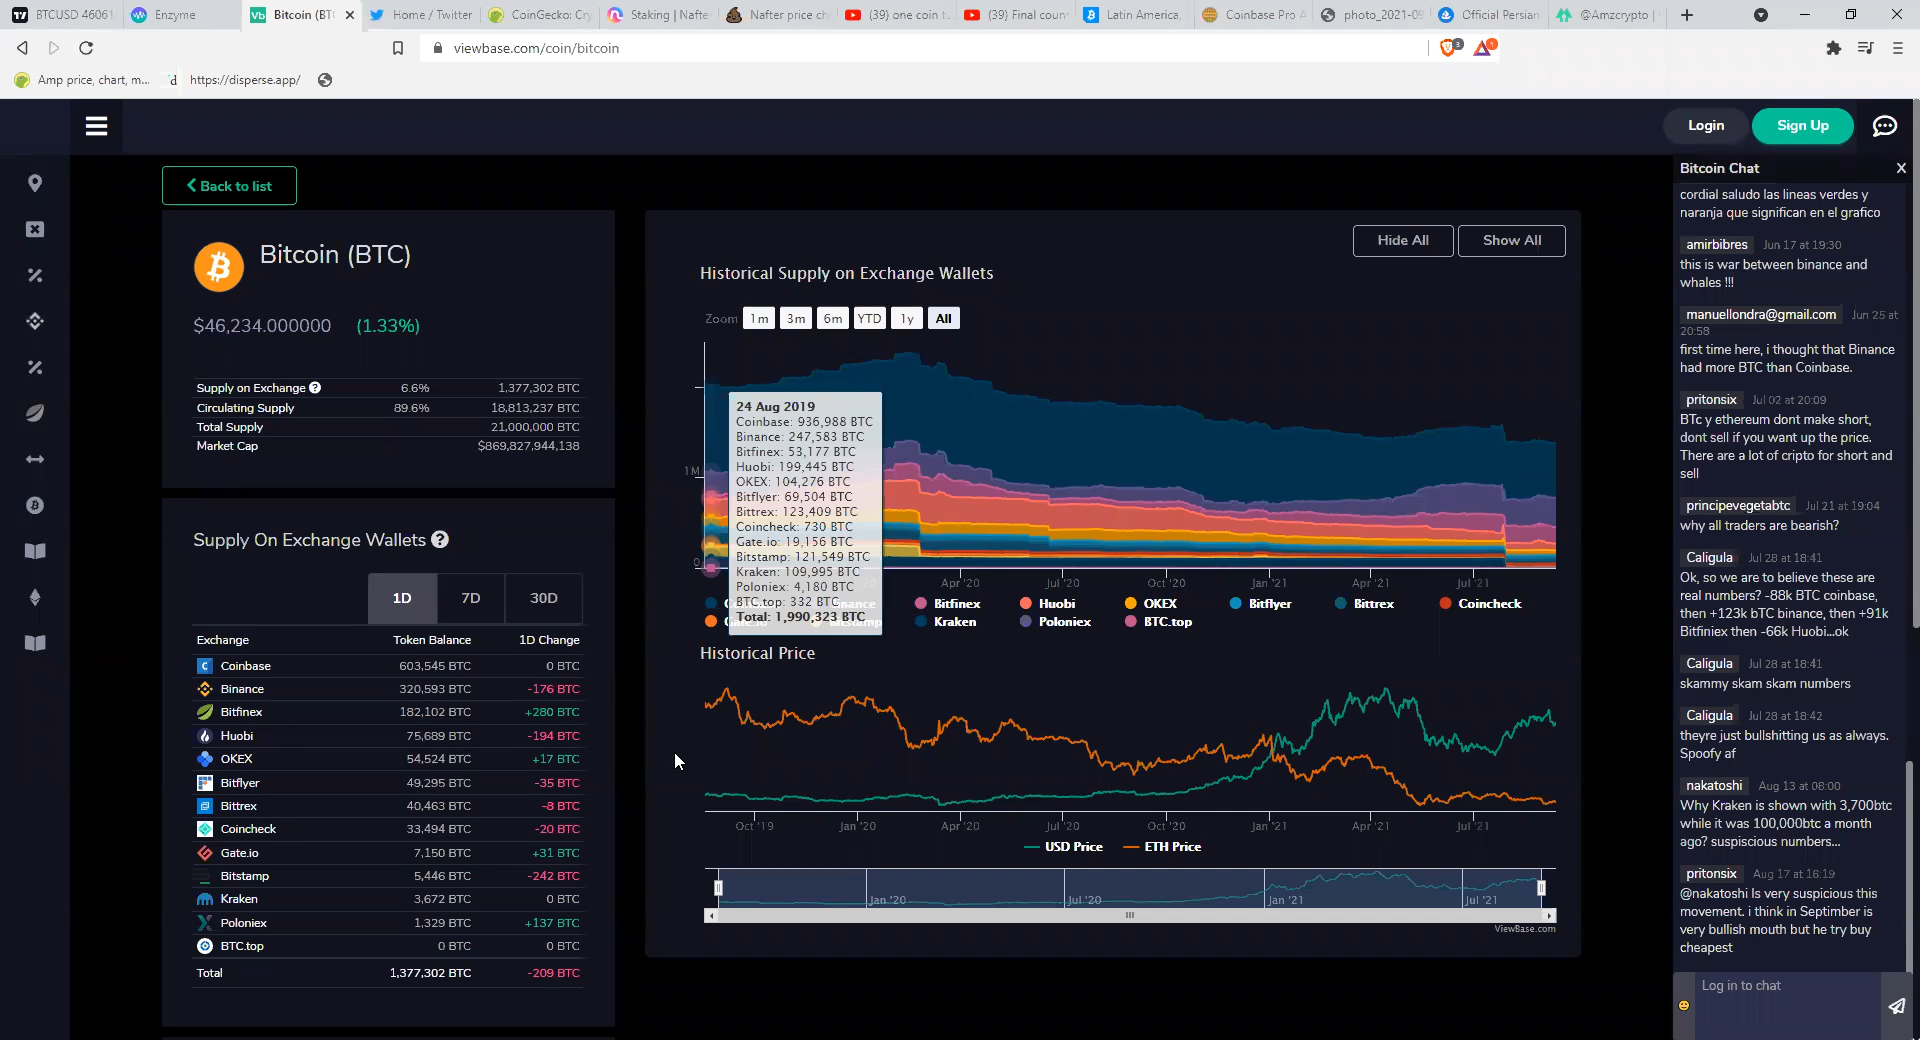 BTCUSD 46061
Enzyme
Bitcoin (BT
Home / Twitter
CoinGecko: Cry
Staking | Nafte
Nafter price ch
(39) one coin t
(39) Final count
Latin America,
Coinbase Pro
photo_2021-09
Official Persian
@Amzcrypto |
viewbase.com/coin/bitcoin
3
1
Amp price, chart, m...
d https://disperse.app/
Login
Sign Up
Back to list
Bitcoin (BTC)
$46,234.000000 (1.33%)
Supply on Exchange ? 6.6% 1,377,302 BTC
Circulating Supply 89.6% 18,813,237 BTC
Total Supply 21,000,000 BTC
Market Cap $869,827,944,138
Supply On Exchange Wallets ?
1D 7D 30D
Exchange Token Balance 1D Change
Coinbase 603,545 BTC 0 BTC
Binance 320,593 BTC -176 BTC
Bitfinex 182,102 BTC +280 BTC
Huobi 75,689 BTC -194 BTC
OKEX 54,524 BTC +17 BTC
Bitflyer 49,295 BTC -35 BTC
Bittrex 40,463 BTC -8 BTC
Coincheck 33,494 BTC -20 BTC
Gate.io 7,150 BTC +31 BTC
Bitstamp 5,446 BTC -242 BTC
Kraken 3,672 BTC 0 BTC
Poloniex 1,329 BTC +137 BTC
BTC.top 0 BTC 0 BTC
Total 1,377,302 BTC -209 BTC
Hide All Show All
Historical Supply on Exchange Wallets
Zoom 1m 3m 6m YTD 1y All
1M
0
24 Aug 2019
Coinbase: 936,988 BTC
Binance: 247,583 BTC
Bitfinex: 53,177 BTC
Huobi: 199,445 BTC
OKEX: 104,276 BTC
Bitflyer: 69,504 BTC
Bittrex: 123,409 BTC
Coincheck: 730 BTC
Gate.io: 19,156 BTC
Bitstamp: 121,549 BTC
Kraken: 109,995 BTC
Poloniex: 4,180 BTC
BTC.top: 332 BTC
Total: 1,990,323 BTC
Apr '20 Jul '20 Oct '20 Jan '21 Apr '21 Jul '21
Bitfinex Huobi OKEX Bitflyer Bittrex Coincheck
Kraken Poloniex BTC.top
Historical Price
Oct '19 Jan '20 Apr '20 Jul '20 Oct '20 Jan '21 Apr '21 Jul '21
USD Price ETH Price
Jan '20 Jul '20 Jan '21 Jul '21
ViewBase.com
Bitcoin Chat X
cordial saludo las lineas verdes y
naranja que significan en el grafico
amirbibres Jun 17 at 19:30
this is war between binance and
whales !!!
manuellondra@gmail.com Jun 25 at
20:58
first time here, i thought that Binance
had more BTC than Coinbase.
pritonsix Jul 02 at 20:09
BTc y ethereum dont make short,
dont sell if you want up the price.
There are a lot of cripto for short and
sell
principevegetabtc Jul 21 at 19:04
why all traders are bearish?
Caligula Jul 28 at 18:41
Ok, so we are to believe these are
real numbers? -88k BTC coinbase,
then +123k bTC binance, then +91k
Bitfiniex then -66k Huobi...ok
Caligula Jul 28 at 18:41
skammy skam skam numbers
Caligula Jul 28 at 18:42
theyre just bullshitting us as always.
Spoofy af
nakatoshi Aug 13 at 08:00
Why Kraken is shown with 3,700btc
while it was 100,000btc a month
ago? suspiscious numbers...
pritonsix Aug 17 at 16:19
@nakatoshi Is very suspicious this
movement. i think in Septimber is
very bullish mouth but he try buy
cheapest
Log in to chat